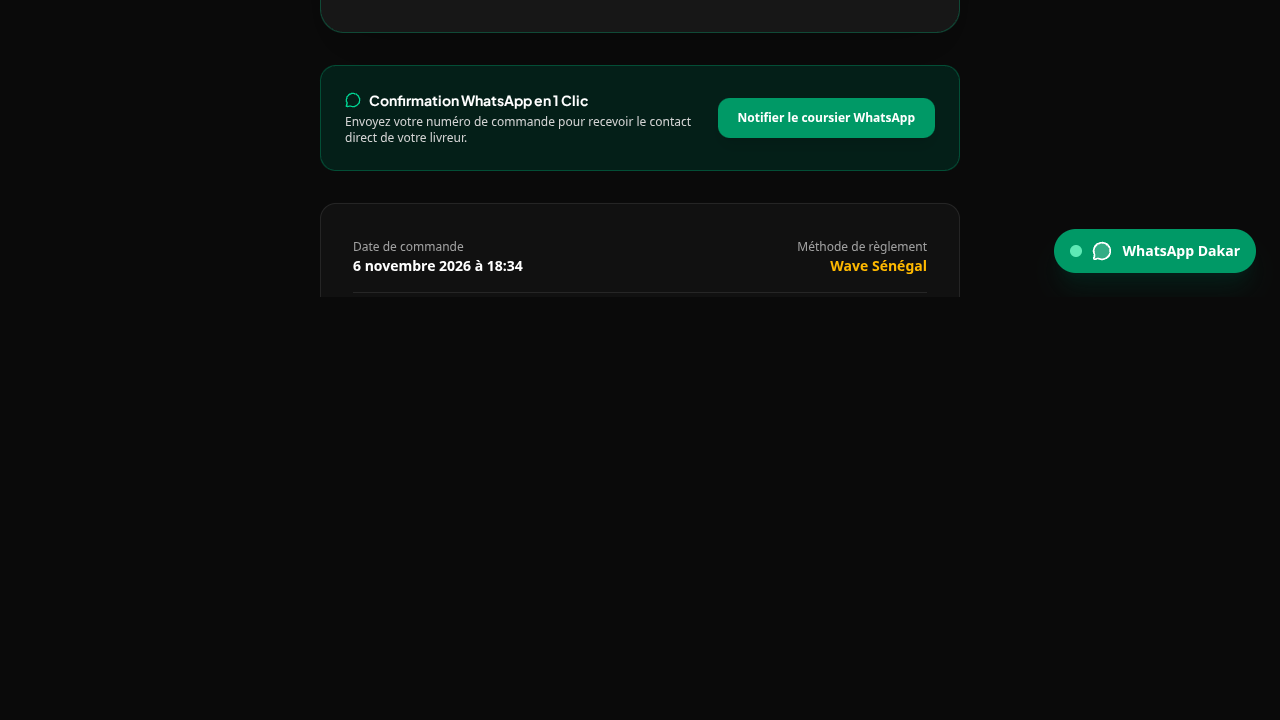 Confirmation WhatsApp en 1 Clic
Envoyez votre numéro de commande pour recevoir le contact
direct de votre livreur.
Notifier le coursier WhatsApp
Date de commande
6 novembre 2026 à 18:34
Méthode de règlement
Wave Sénégal
WhatsApp Dakar